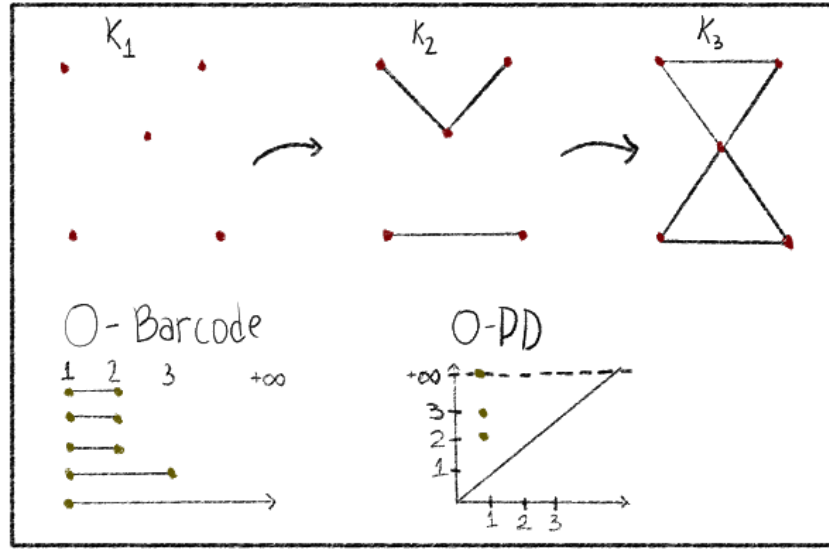 K₁ K₂ K₃
0-Barcode
1 2 3 +∞
0-PD
+∞
3
2
1
1 2 3